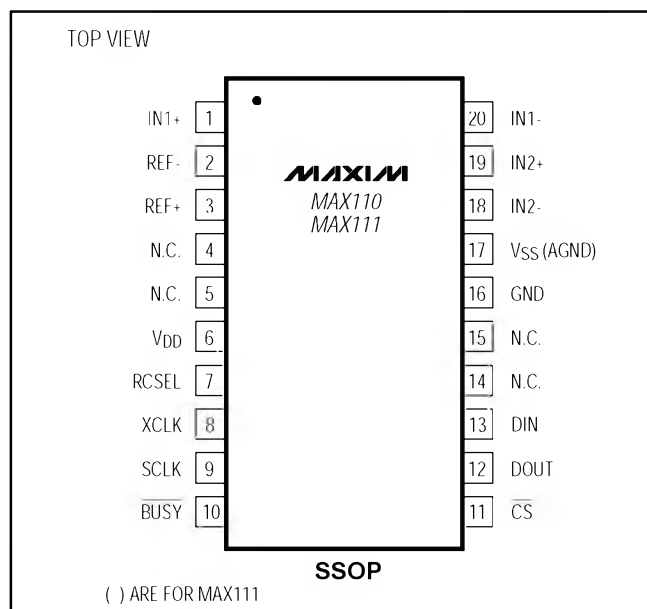 TOP VIEW
IN1+ 1
REF- 2
REF+ 3
N.C. 4
N.C. 5
VDD 6
RCSEL 7
XCLK 8
SCLK 9
BUSY 10
MAXIM
MAX110
MAX111
20 IN1-
19 IN2+
18 IN2-
17 VSS (AGND)
16 GND
15 N.C.
14 N.C.
13 DIN
12 DOUT
11 CS
SSOP
( ) ARE FOR MAX111